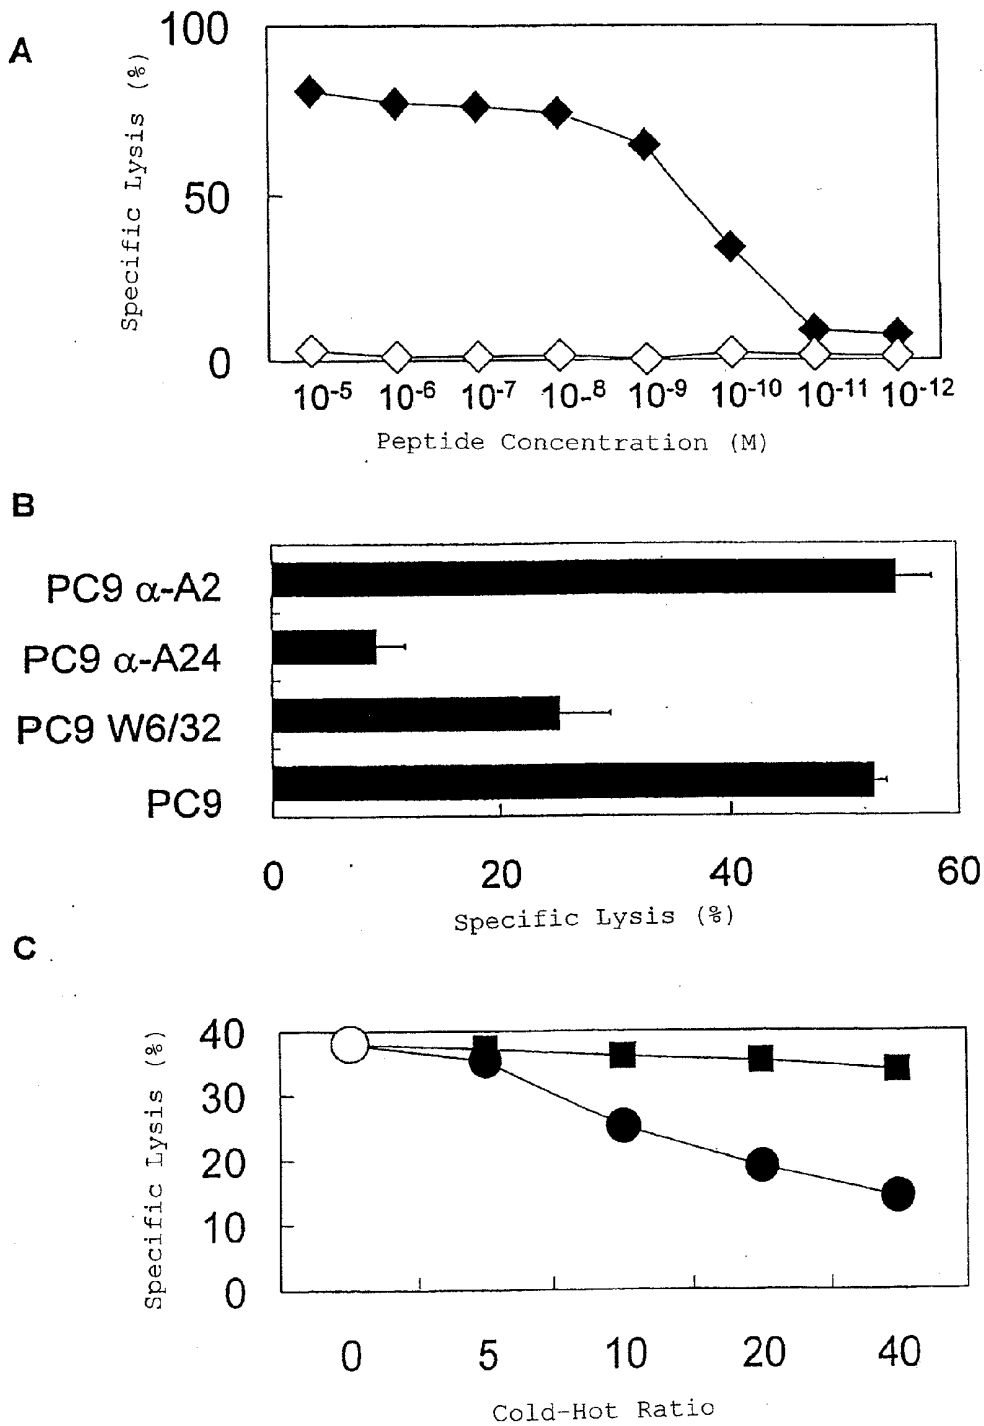 A
Specific Lysis (%)
100
50
0
10-5 10-6 10-7 10-8 10-9 10-10 10-11 10-12
Peptide Concentration (M)
B
PC9 α-A2
PC9 α-A24
PC9 W6/32
PC9
0 20 40 60
Specific Lysis (%)
C
Specific Lysis (%)
40
30
20
10
0
0 5 10 20 40
Cold-Hot Ratio